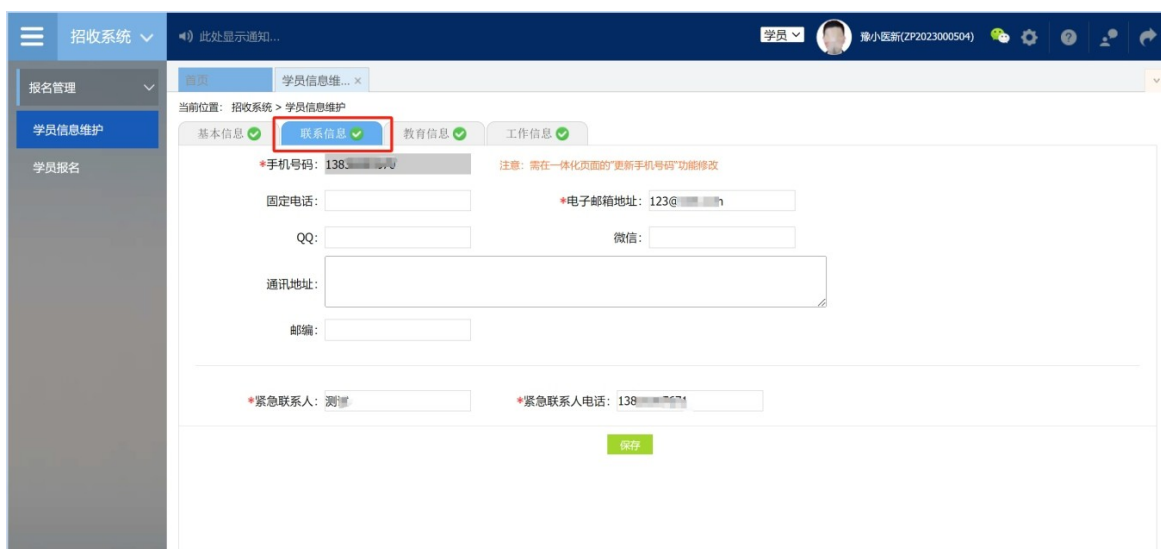 招收系统
此处显示通知...
学员
豫小医新(ZP2023000504)
报名管理
首页
学员信息维... ×
当前位置： 招收系统 > 学员信息维护
学员信息维护
基本信息
联系信息
教育信息
工作信息
学员报名
*手机号码：
注意：需在一体化页面的"更新手机号码"功能修改
固定电话：
*电子邮箱地址： 123@
QQ：
微信：
通讯地址：
邮编：
*紧急联系人：
*紧急联系人电话： 138
保存